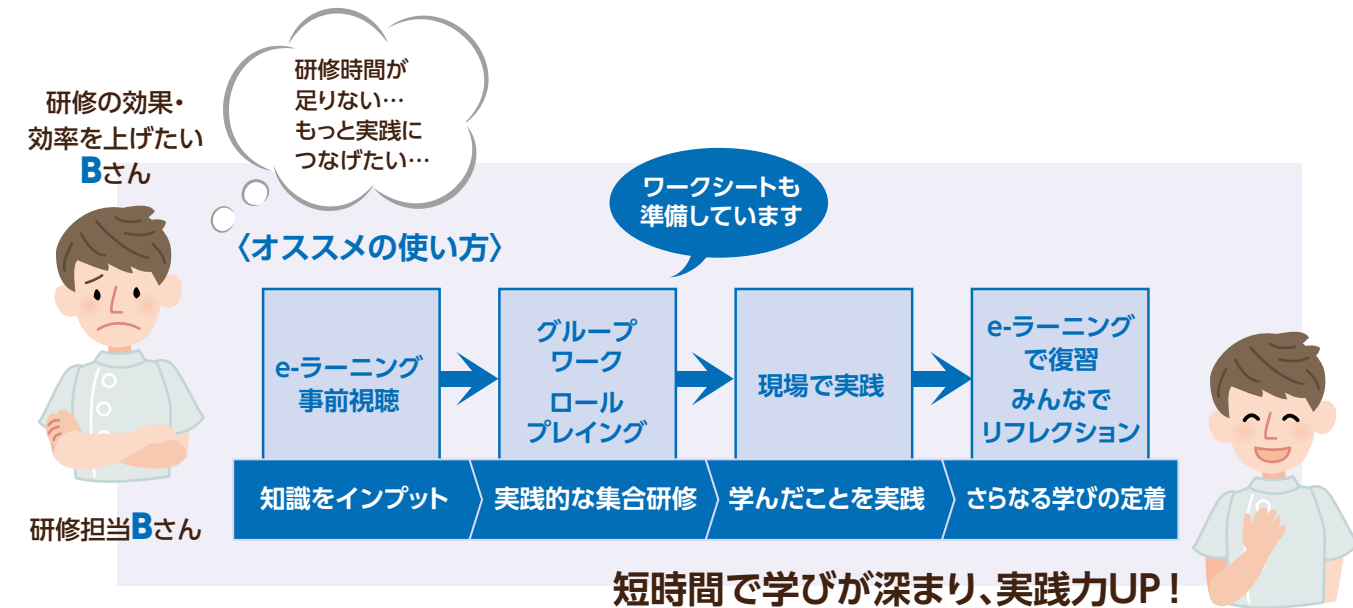 研修時間が
足りない…
もっと実践に
つなげたい…
研修の効果・
効率を上げたい
Bさん
ワークシートも
準備しています
〈オススメの使い方〉
e-ラーニング
事前視聴
グループ
ワーク
ロール
プレイング
現場で実践
e-ラーニング
で復習
みんなで
リフレクション
知識をインプット
実践的な集合研修
学んだことを実践
さらなる学びの定着
研修担当Bさん
短時間で学びが深まり、実践力UP!